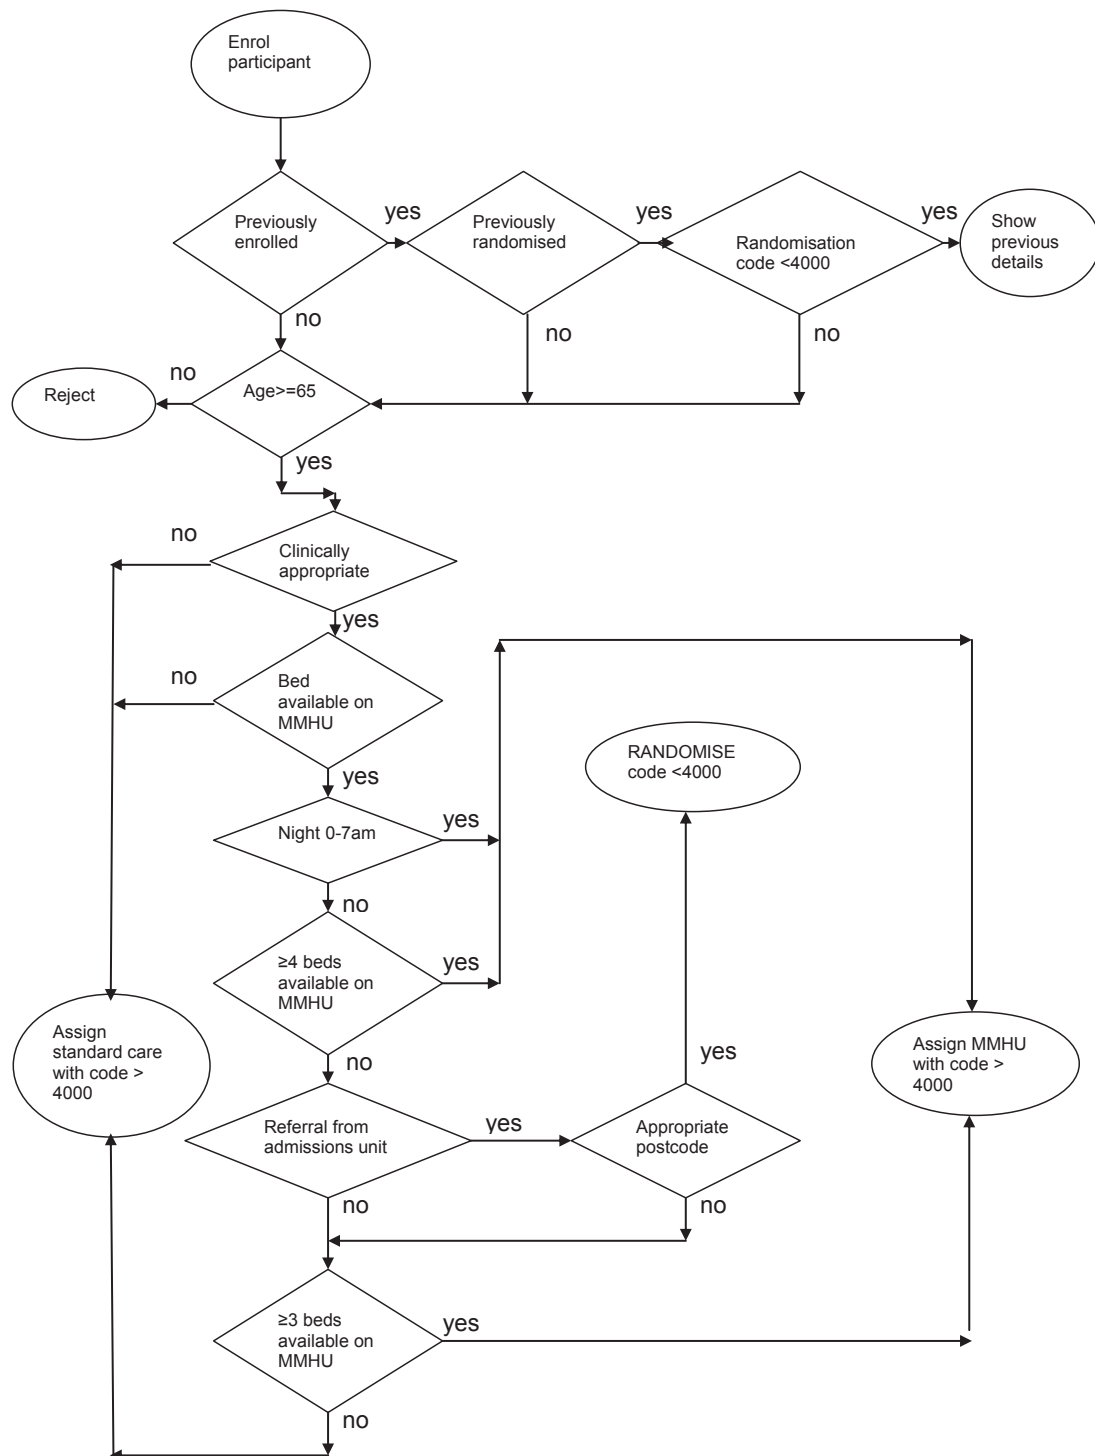 Enrol
participant
Previously
enrolled
yes
Previously
randomised
yes
Randomisation
code <4000
yes
Show
previous
details
no
no
no
Reject
no
Age>=65
yes
no
Clinically
appropriate
yes
no
Bed
available on
MMHU
yes
RANDOMISE
code <4000
Night 0-7am
yes
no
≥4 beds
available on
MMHU
yes
no
Assign
standard care
with code >
4000
Assign MMHU
with code >
4000
yes
Referral from
admissions unit
yes
Appropriate
postcode
no
no
≥3 beds
available on
MMHU
yes
no